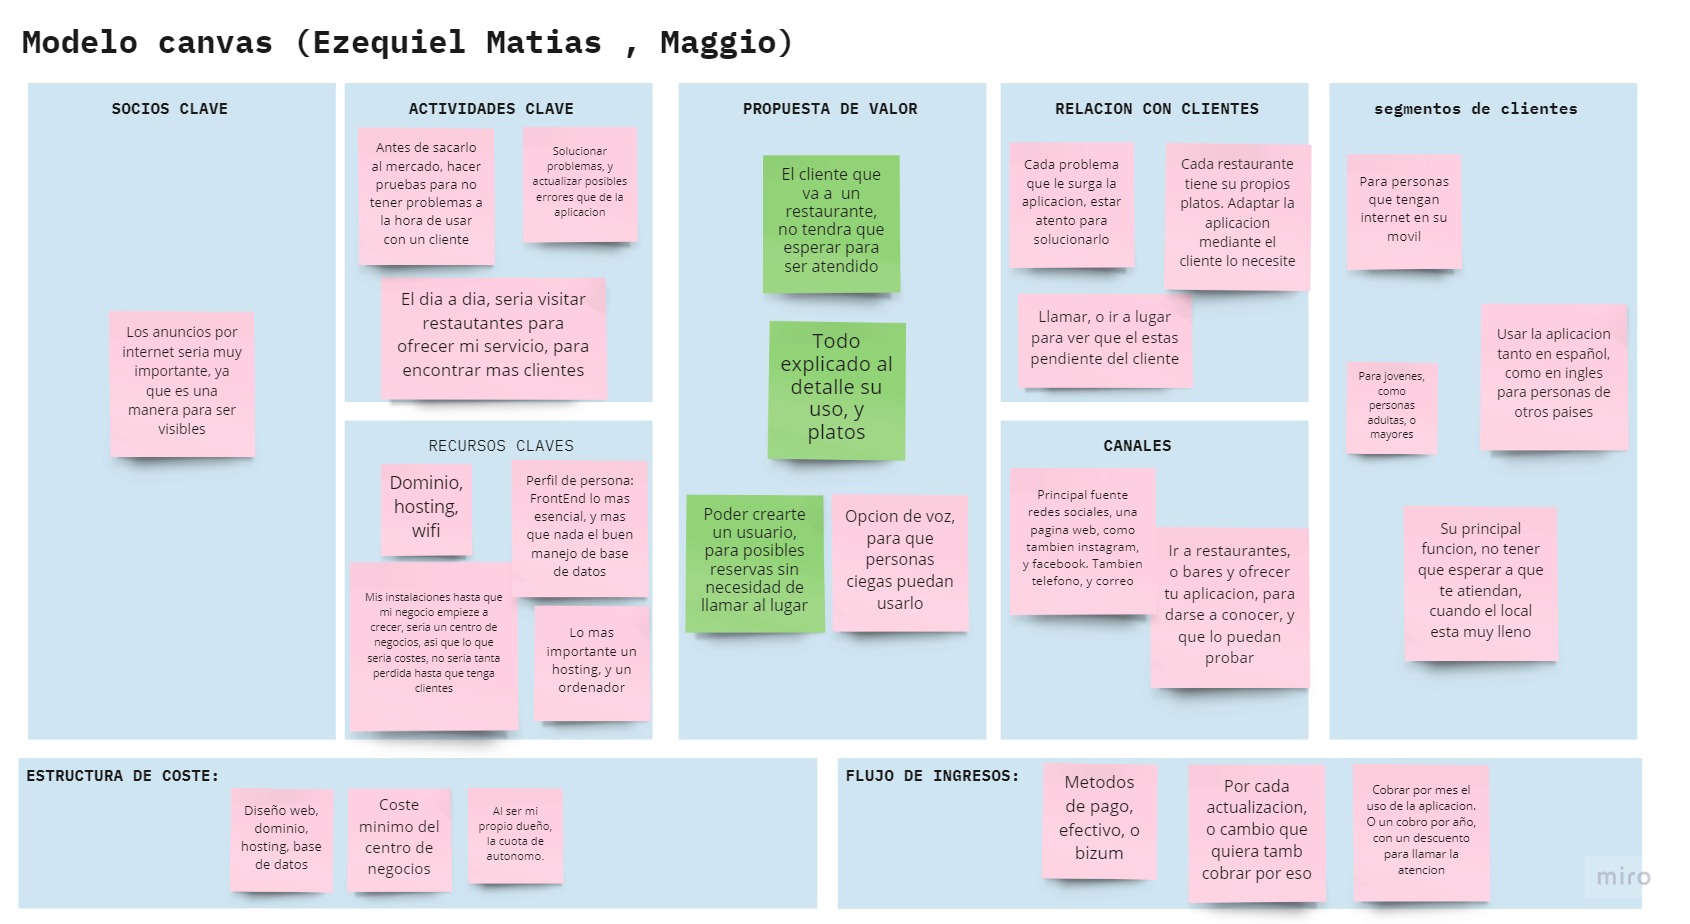 Modelo canvas (Ezequiel Matias , Maggio)
SOCIOS CLAVE
Los anuncios por
internet seria muy
importante, ya
que es una
manera para ser
visibles
ACTIVIDADES CLAVE
Antes de sacarlo
al mercado, hacer
pruebas para no
tener problemas a
la hora de usar
con un cliente
Solucionar
problemas, y
actualizar posibles
errores que de la
aplicacion
El dia a dia, seria visitar
restautantes para
ofrecer mi servicio, para
encontrar mas clientes
RECURSOS CLAVES
Dominio,
hosting,
wifi
Perfil de persona:
FrontEnd lo mas
esencial, y mas
que nada el buen
manejo de base
de datos
Mis instalaciones hasta que
mi negocio empieze a
crecer, seria un centro de
negocios, asi que lo que
seria costes, no seria tanta
perdida hasta que tenga
clientes
Lo mas
importante un
hosting, y un
ordenador
PROPUESTA DE VALOR
El cliente que
va a un
restaurante,
no tendra que
esperar para
ser atendido
Todo
explicado al
detalle su
uso, y
platos
Poder crearte
un usuario,
para posibles
reservas sin
necesidad de
llamar al lugar
Opcion de voz,
para que
personas
ciegas puedan
usarlo
RELACION CON CLIENTES
Cada problema
que le surga la
aplicacion, estar
atento para
solucionarlo
Cada restaurante
tiene su propios
platos. Adaptar la
aplicacion
mediante el
cliente lo necesite
Llamar, o ir a lugar
para ver que el estas
pendiente del cliente
CANALES
Principal fuente
redes sociales, una
pagina web, como
tambien instagram,
y facebook. Tambien
telefono, y correo
Ir a restaurantes,
o bares y ofrecer
tu aplicacion, para
darse a conocer, y
que lo puedan
probar
segmentos de clientes
Para personas
que tengan
internet en su
movil
Usar la aplicacion
tanto en español,
como en ingles
para personas de
otros paises
Para jovenes,
como
personas
adultas, o
mayores
Su principal
funcion, no tener
que esperar a que
te atiendan,
cuando el local
esta muy lleno
ESTRUCTURA DE COSTE:
Diseño web,
dominio,
hosting, base
de datos
Coste
minimo del
centro de
negocios
Al ser mi
propio dueño,
la cuota de
autonomo.
FLUJO DE INGRESOS:
Metodos
de pago,
efectivo, o
bizum
Por cada
actualizacion,
o cambio que
quiera tamb
cobrar por eso
Cobrar por mes el
uso de la aplicacion.
O un cobro por año,
con un descuento
para llamar la
atencion
miro